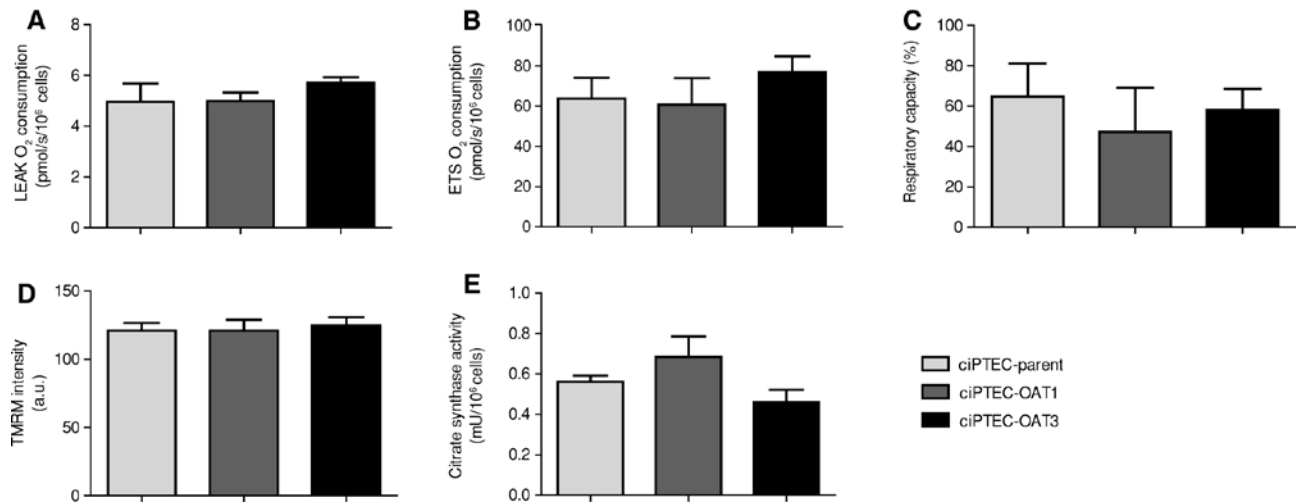 A
LEAK O₂ consumption
(pmol/s/10⁶ cells)
8
6
4
2
0
B
ETS O₂ consumption
(pmol/s/10⁶ cells)
100
80
60
40
20
0
C
Respiratory capacity (%)
100
80
60
40
20
0
D
TMRM intensity
(a.u.)
150
100
50
0
E
Citrate synthase activity
(mU/10⁶ cells)
1.0
0.8
0.6
0.4
0.2
0.0
ciPTEC-parent
ciPTEC-OAT1
ciPTEC-OAT3